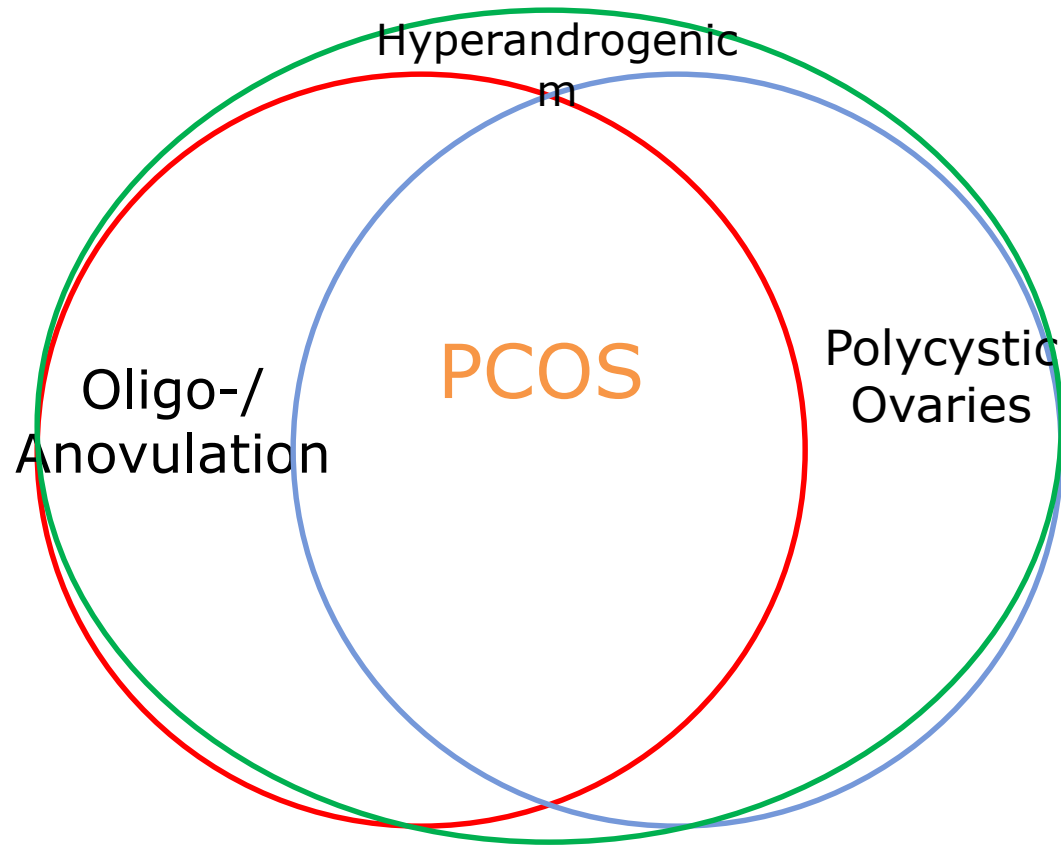 Hyperandrogenic
m
PCOS
Oligo-/
Anovulation
Polycystic
Ovaries